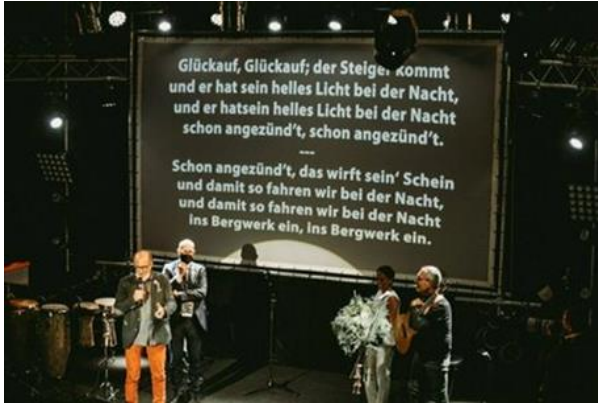 Glückauf, Glückauf; der Steiger kommt
und er hat sein helles Licht bei der Nacht,
und er hatsein helles Licht bei der Nacht
schon angezünd't, schon angezünd't.
---
Schon angezünd't, das wirft sein' Schein
und damit so fahren wir bei der Nacht,
und damit so fahren wir bei der Nacht
ins Bergwerk ein, ins Bergwerk ein.